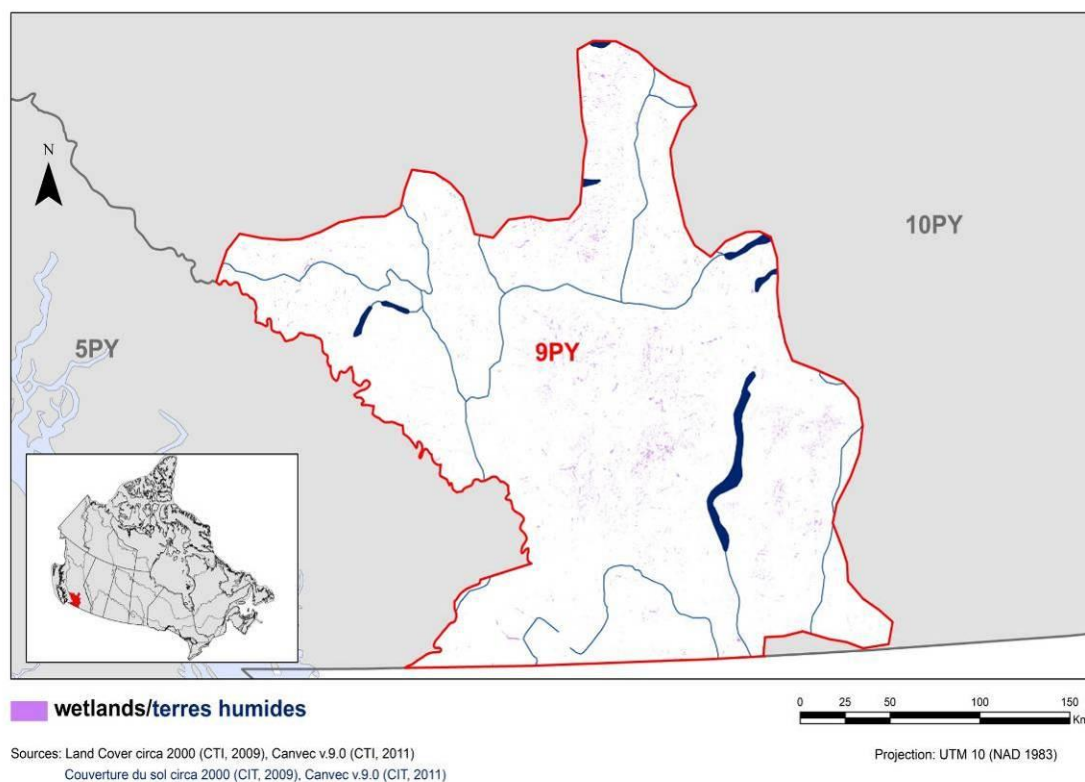 N
10PY
5PY
9PY
wetlands/terres humides
0 25 50 100 150
Km
Sources: Land Cover circa 2000 (CTI, 2009), Canvec v.9.0 (CTI, 2011)
Projection: UTM 10 (NAD 1983)
Couverture du sol circa 2000 (CIT, 2009), Canvec v.9.0 (CIT, 2011)